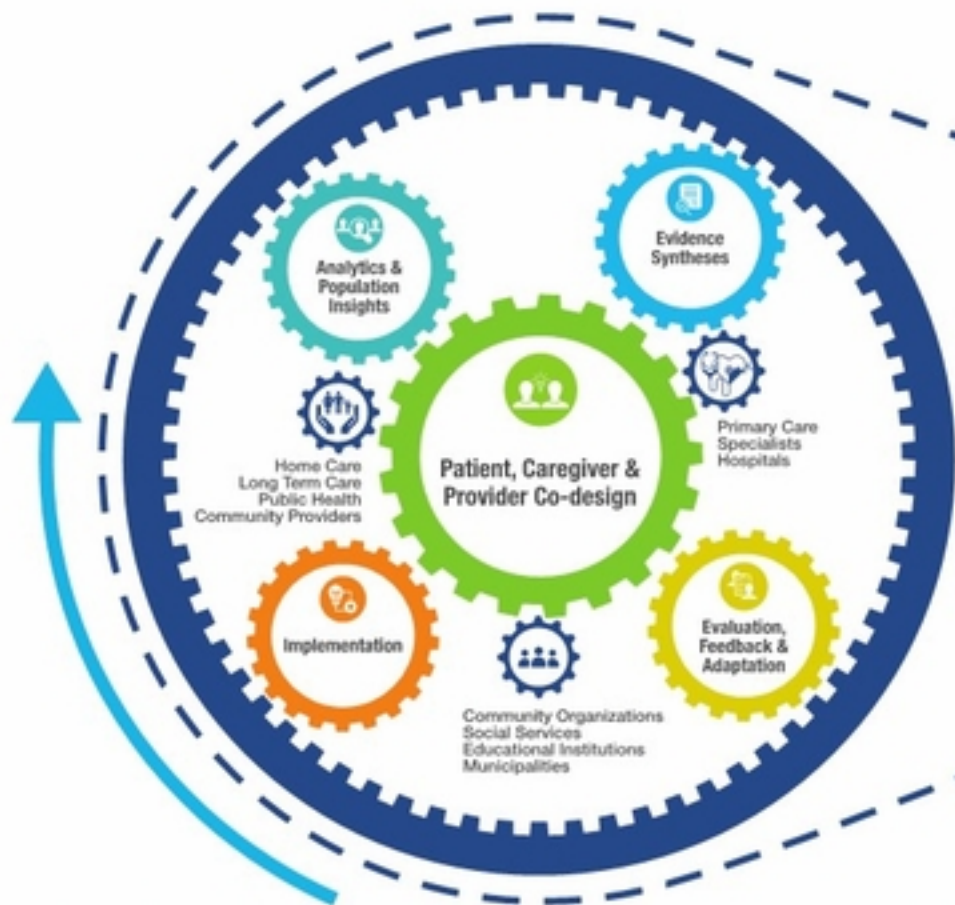 Analytics &
Population
Insights
Evidence
Syntheses
Patient, Caregiver &
Provider Co-design
Primary Care
Specialists
Hospitals
Home Care
Long Term Care
Public Health
Community Providers
Implementation
Evaluation,
Feedback &
Adaptation
Community Organizations
Social Services
Educational Institutions
Municipalities